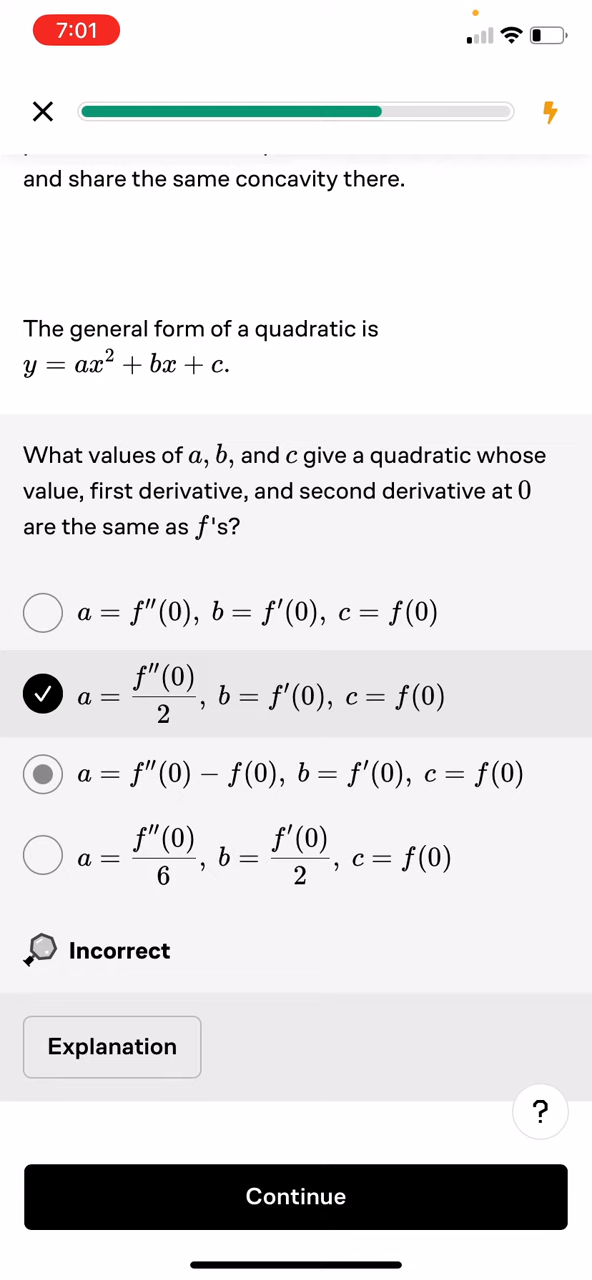 7:01
and share the same concavity there.
The general form of a quadratic is
y = ax² + bx + c.
What values of a, b, and c give a quadratic whose
value, first derivative, and second derivative at 0
are the same as f's?
a = f″(0), b = f′(0), c = f(0)
a = f″(0)/2, b = f′(0), c = f(0)
a = f″(0) − f(0), b = f′(0), c = f(0)
a = f″(0)/6, b = f′(0)/2, c = f(0)
Incorrect
Explanation
?
Continue